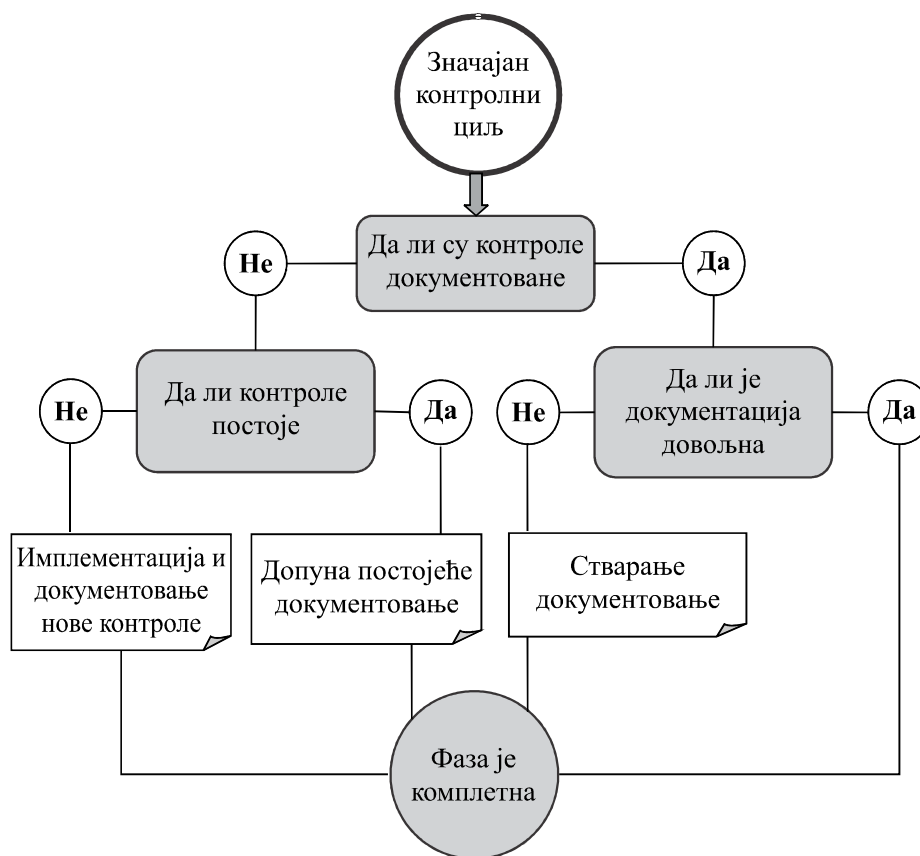 Значајан
контролни
циљ
Да ли су контроле
документоване
Не
Да
Да ли контроле
постоје
Да ли је
документација
довољна
Не
Да
Не
Да
Имплементација и
документовање
нове контроле
Допуна постојеће
документовање
Стварање
документовање
Фаза је
комплетна